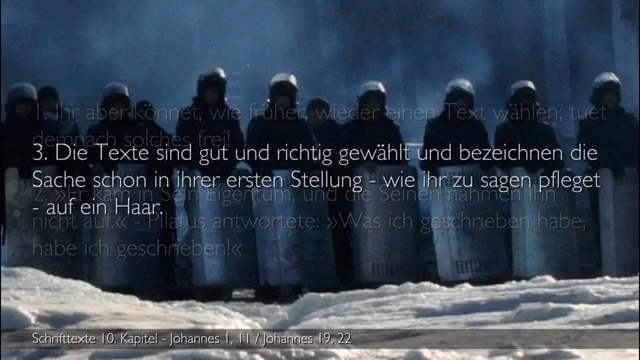 1. Ihr aber könnet, wie früher, wieder einen Text wählen; tuet
demnach solches frei!
3. Die Texte sind gut und richtig gewählt und bezeichnen die
Sache schon in ihrer ersten Stellung - wie ihr zu sagen pfleget
- auf ein Haar.
2. »Er kam in Sein Eigentum, und die Seinen nahmen Ihn
nicht auf.« - Pilatus antwortete: »Was ich geschrieben habe,
habe ich geschrieben!«
Schrifttexte 10. Kapitel - Johannes 1, 11 / Johannes 19, 22